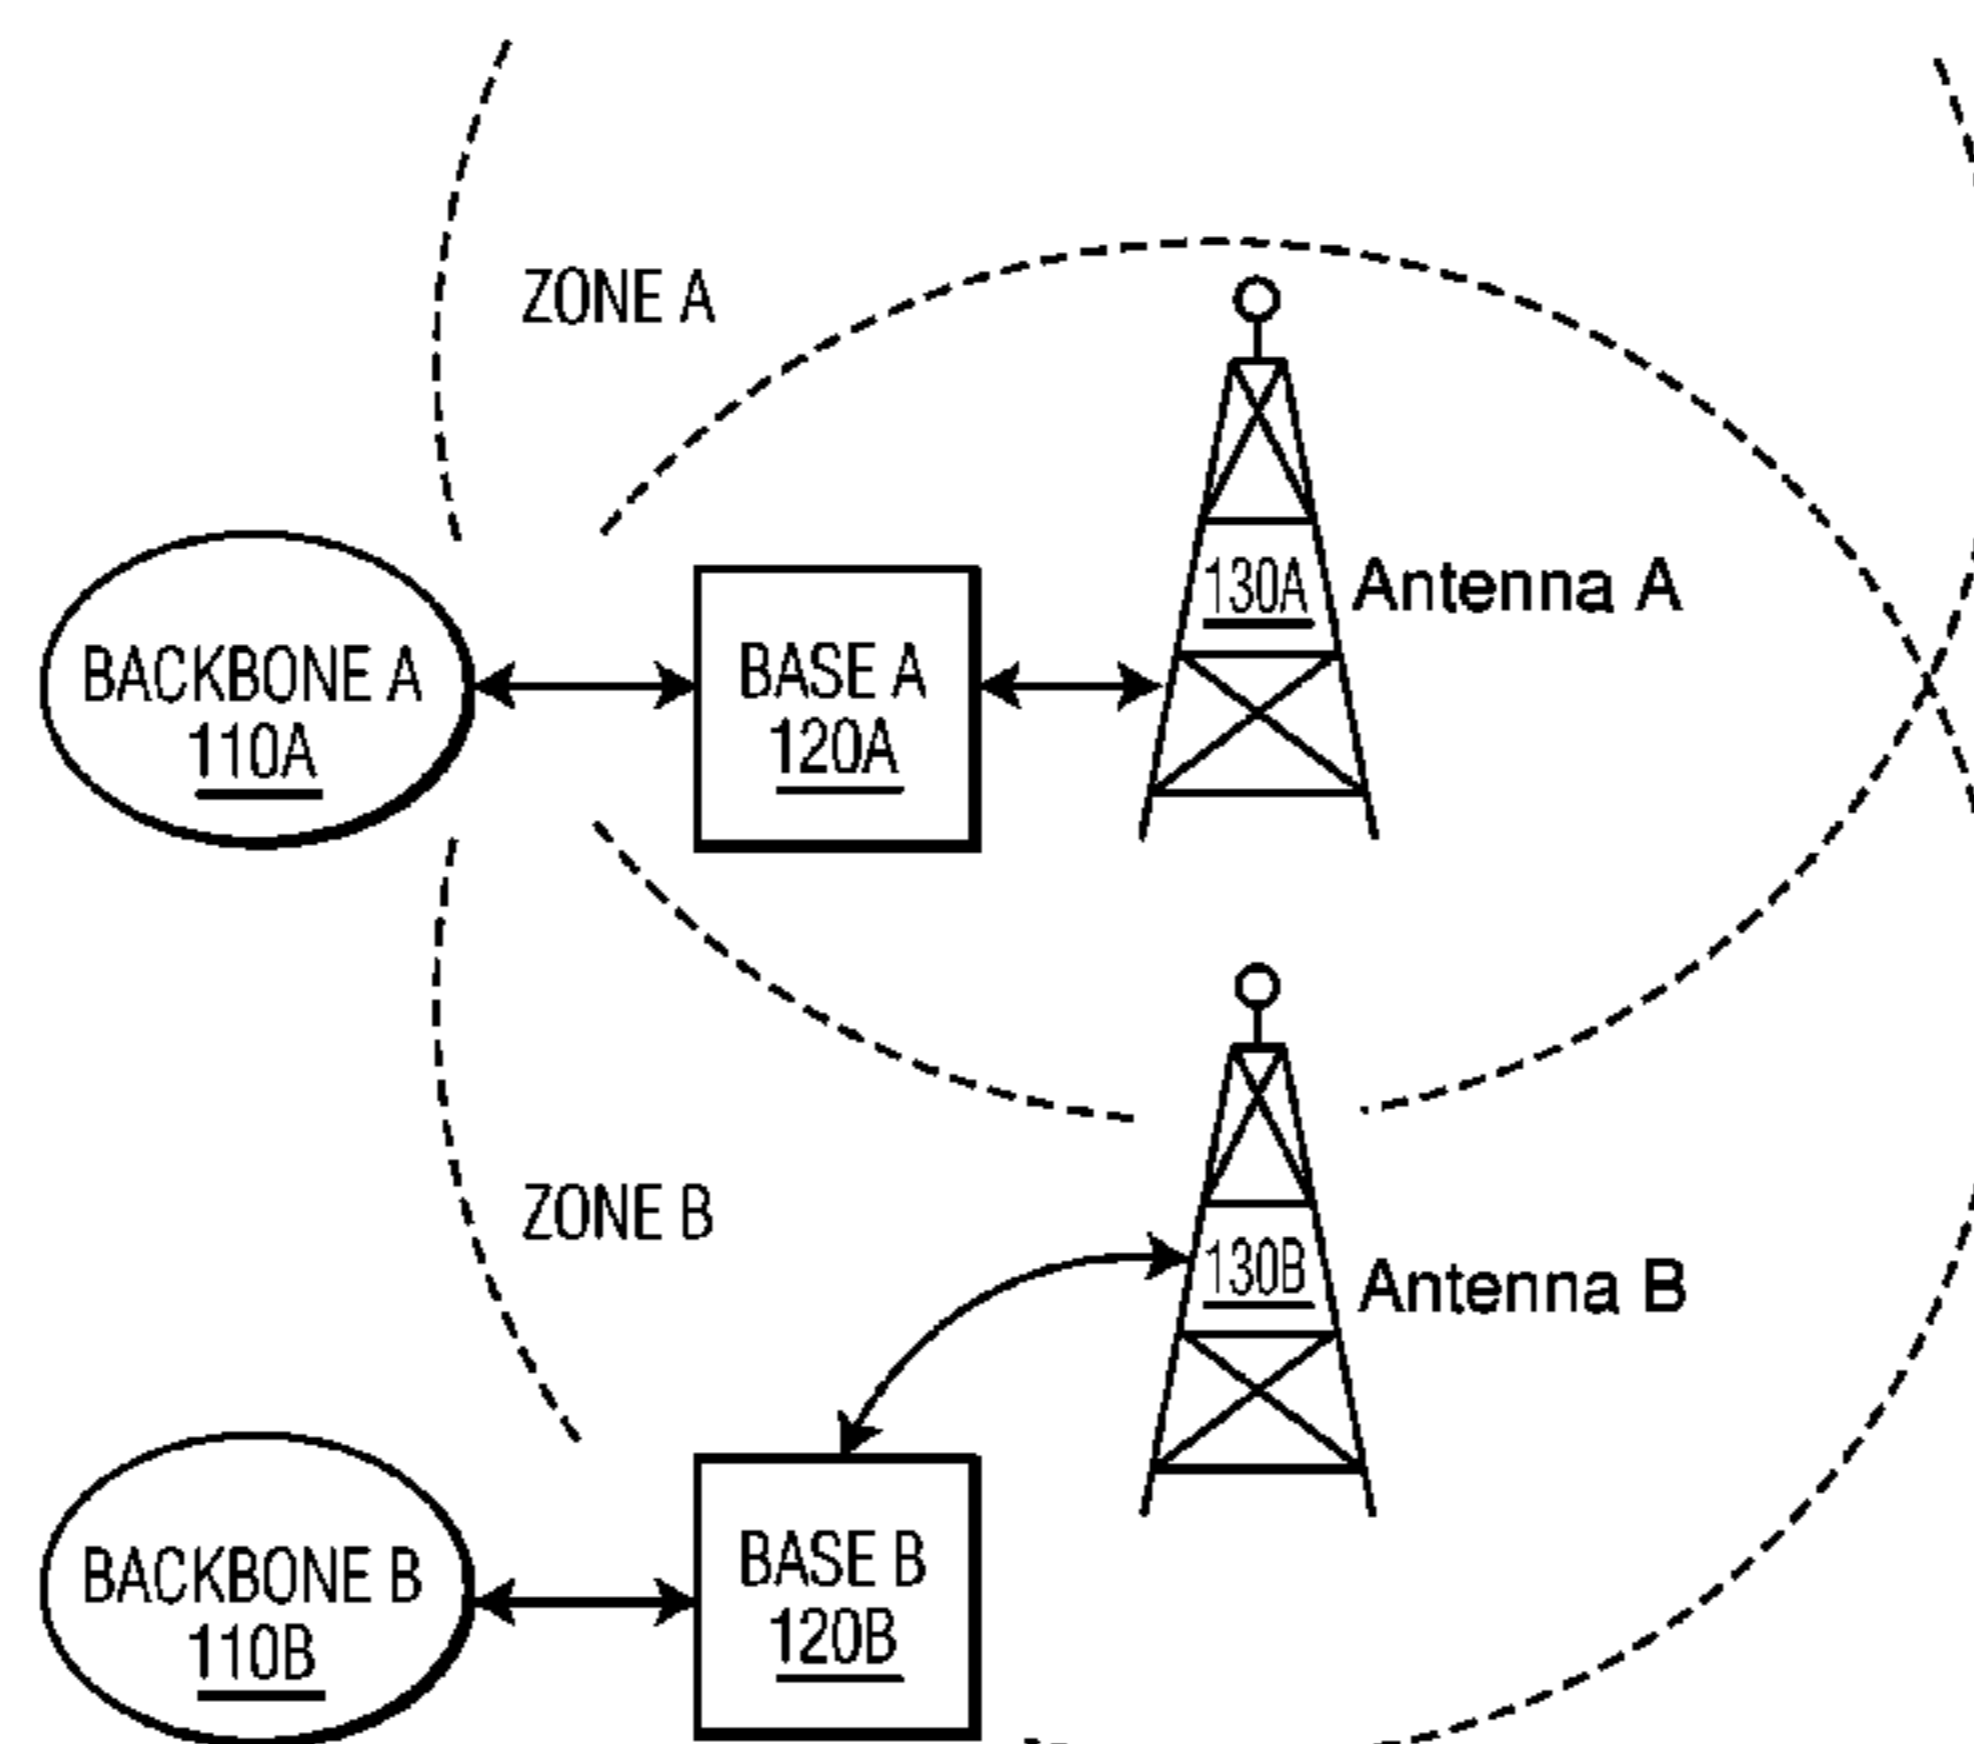 ZONE A
130A
Antenna A
BACKBONE A
110A
BASE A
120A
ZONE B
130B
Antenna B
BACKBONE B
110B
BASE B
120B